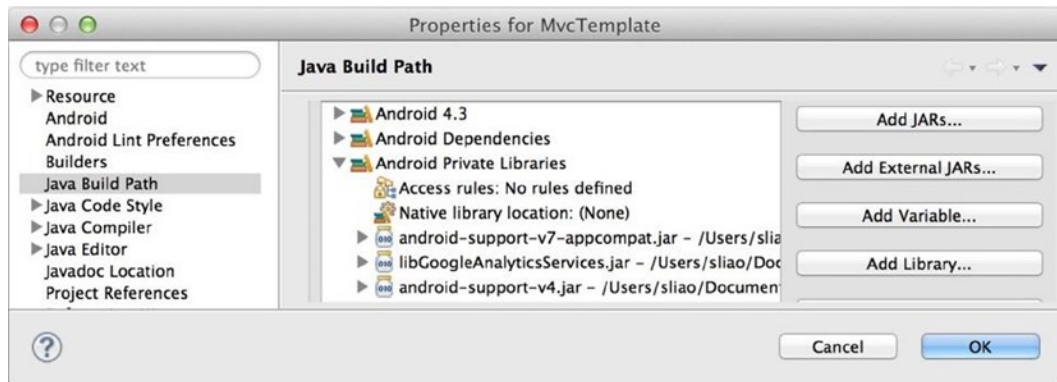 Properties for MvcTemplate
type filter text
Resource
Android
Android Lint Preferences
Builders
Java Build Path
Java Code Style
Java Compiler
Java Editor
Javadoc Location
Project References
Java Build Path
Android 4.3
Android Dependencies
Android Private Libraries
Access rules: No rules defined
Native library location: (None)
android-support-v7-appcompat.jar – /Users/slia
libGoogleAnalyticsServices.jar – /Users/sliao/Doc
android-support-v4.jar – /Users/sliao/Documen
Add JARs...
Add External JARs...
Add Variable...
Add Library...
?
Cancel
OK